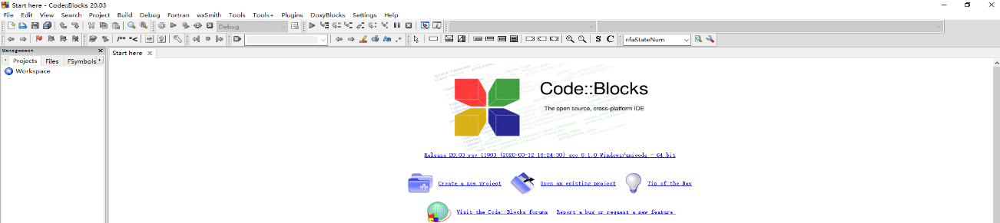 Start here - Code::Blocks 20.03
File Edit View Search Project Build Debug Fortran wxSmith Tools Tools+ Plugins DoxyBlocks Settings Help
Debug
/** *< nfaStateNum
Management
Start here
Projects Files FSymbols
Workspace
Code::Blocks
The open source, cross-platform IDE
Release 20.03 rev 11983 (2020-03-12 18:24:30) gcc 8.1.0 Windows/unicode - 64 bit
Create a new project Open an existing project Tip of the Day
Visit the Code::Blocks forums Report a bug or request a new feature